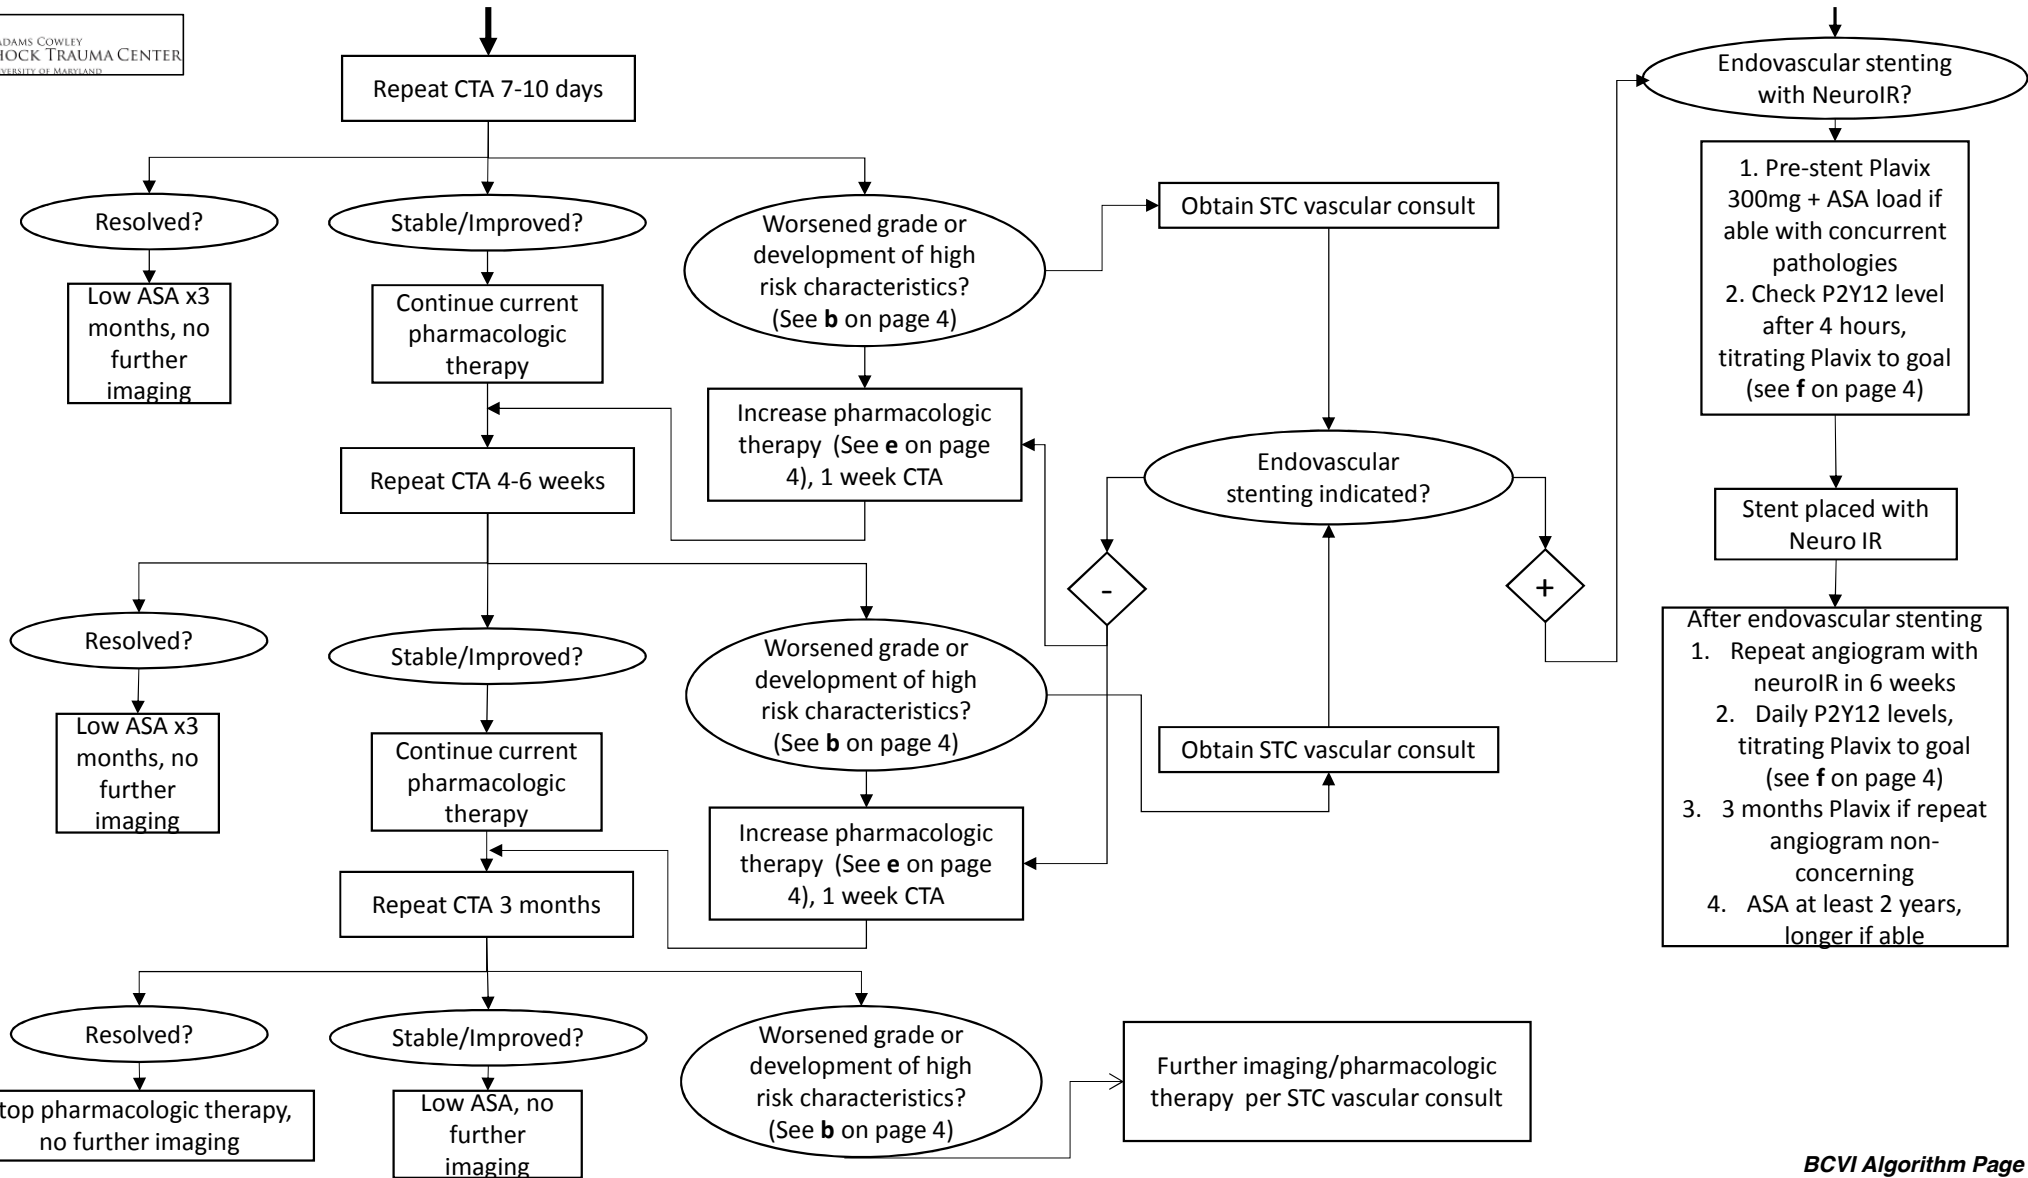 ADAMS COWLEY
HOCK TRAUMA CENTER
VERSITY OF MARYLAND
Repeat CTA 7-10 days
Resolved?
Low ASA x3
months, no
further
imaging
Stable/Improved?
Continue current
pharmacologic
therapy
Worsened grade or
development of high
risk characteristics?
(See b on page 4)
Increase pharmacologic
therapy (See e on page
4), 1 week CTA
Obtain STC vascular consult
Repeat CTA 4-6 weeks
Resolved?
Low ASA x3
months, no
further
imaging
Stable/Improved?
Continue current
pharmacologic
therapy
Worsened grade or
development of high
risk characteristics?
(See b on page 4)
Increase pharmacologic
therapy (See e on page
4), 1 week CTA
Obtain STC vascular consult
Endovascular
stenting indicated?
-
+
Repeat CTA 3 months
Resolved?
top pharmacologic therapy,
no further imaging
Stable/Improved?
Low ASA, no
further
imaging
Worsened grade or
development of high
risk characteristics?
(See b on page 4)
Further imaging/pharmacologic
therapy per STC vascular consult
Endovascular stenting
with NeuroIR?
1. Pre-stent Plavix
300mg + ASA load if
able with concurrent
pathologies
2. Check P2Y12 level
after 4 hours,
titrating Plavix to goal
(see f on page 4)
Stent placed with
Neuro IR
After endovascular stenting
1. Repeat angiogram with
neuroIR in 6 weeks
2. Daily P2Y12 levels,
titrating Plavix to goal
(see f on page 4)
3. 3 months Plavix if repeat
angiogram non-
concerning
4. ASA at least 2 years,
longer if able
BCVI Algorithm Page